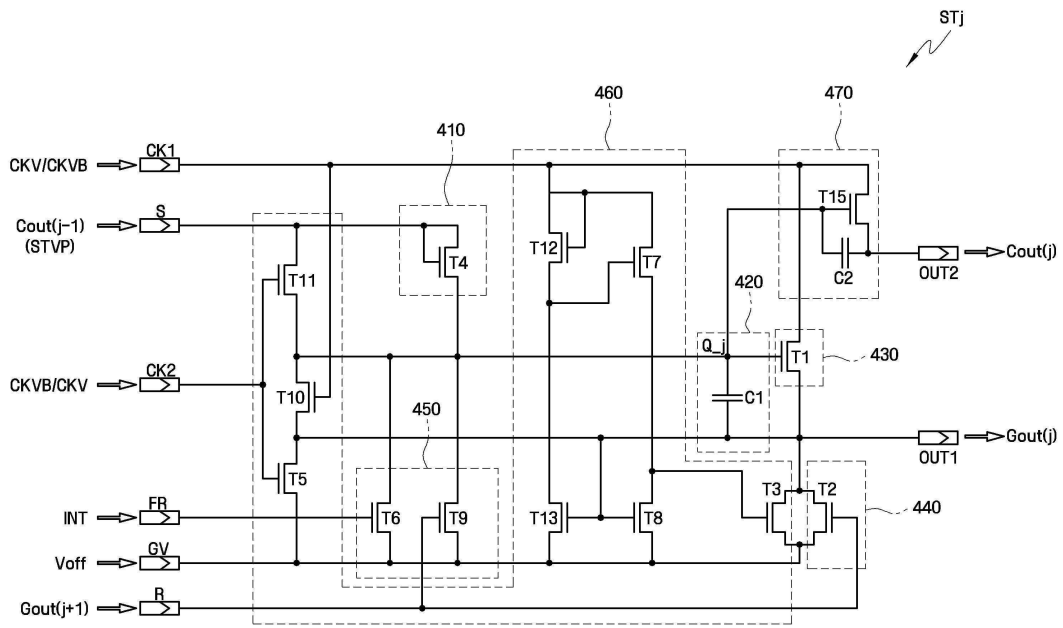 STj
460
470
410
CKV/CKVB
CK1
Cout(j-1)
(STVP)
S
T15
T12
T7
T4
T11
C2
OUT2
Cout(j)
420
Q_j
T1
430
CKVB/CKV
CK2
T10
C1
450
OUT1
Gout(j)
T5
T3
T2
INT
FR
T6
T9
T13
T8
440
Voff
GV
Gout(j+1)
R